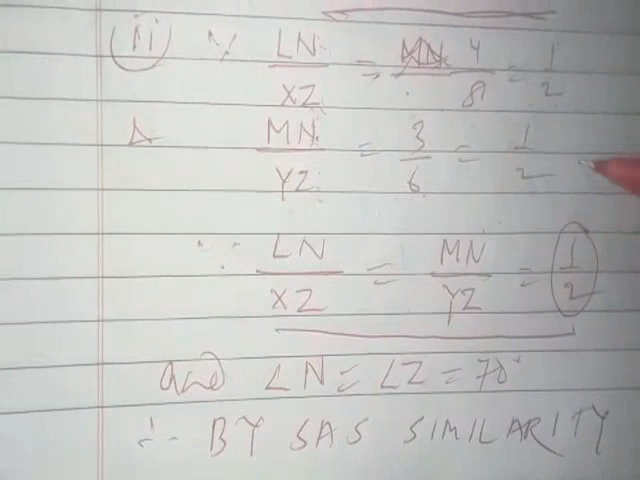 (ii) ∵ LN/XZ = 4/8 = 1/2
& MN/YZ = 3/6 = 1/2
∵ LN/XZ = MN/YZ = 1/2
and ∠N = ∠Z = 70°
∴ BY SAS SIMILARITY